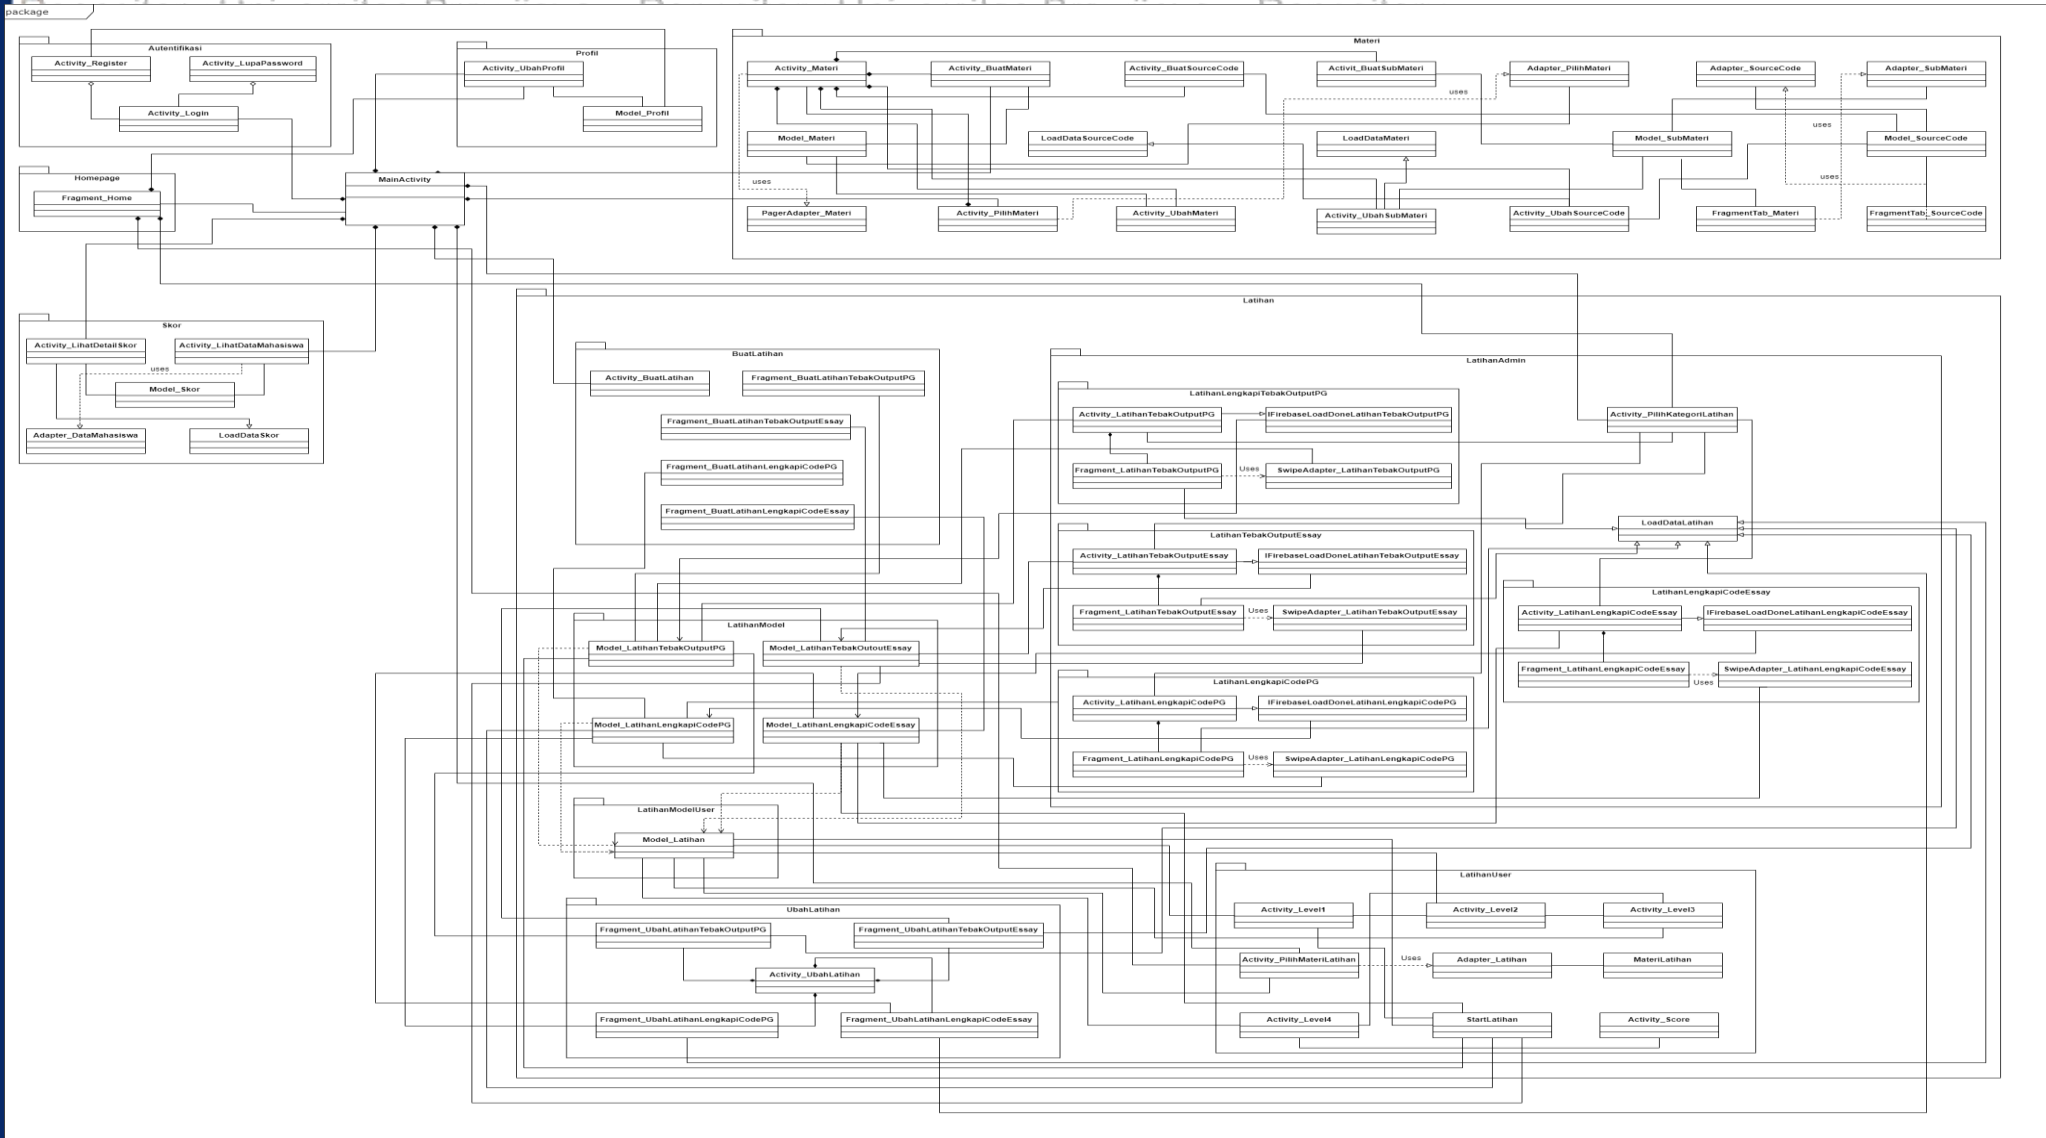 package
Autentifikasi
Activity_Register
Activity_LupaPassword
Activity_Login
Profil
Activity_UbahProfil
Model_Profil
Homepage
Fragment_Home
MainActivity
Materi
Activity_Materi
Activity_BuatMateri
Activity_BuatSourceCode
Activit_BuatSubMateri
Adapter_PilihMateri
Adapter_SourceCode
Adapter_SubMateri
uses
uses
Model_Materi
LoadDataSourceCode
LoadDataMateri
Model_SubMateri
Model_SourceCode
uses
uses
PagerAdapter_Materi
Activity_PilihMateri
Activity_UbahMateri
Activity_UbahSubMateri
Activity_UbahSourceCode
FragmentTab_Materi
FragmentTab_SourceCode
Skor
Activity_LihatDetailSkor
Activity_LihatDataMahasiswa
uses
Model_Skor
Adapter_DataMahasiswa
LoadDataSkor
Latihan
BuatLatihan
Activity_BuatLatihan
Fragment_BuatLatihanTebakOutputPG
Fragment_BuatLatihanTebakOutputEssay
Fragment_BuatLatihanLengkapiCodePG
Fragment_BuatLatihanLengkapiCodeEssay
LatihanAdmin
LatihanLengkapiTebakOutputPG
Activity_LatihanTebakOutputPG
IFirebaseLoadDoneLatihanTebakOutputPG
Fragment_LatihanTebakOutputPG
Uses
SwipeAdapter_LatihanTebakOutputPG
Activity_PilihKategoriLatihan
LoadDataLatihan
LatihanTebakOutputEssay
Activity_LatihanTebakOutputEssay
IFirebaseLoadDoneLatihanTebakOutputEssay
Fragment_LatihanTebakOutputEssay
Uses
SwipeAdapter_LatihanTebakOutputEssay
LatihanLengkapiCodeEssay
Activity_LatihanLengkapiCodeEssay
IFirebaseLoadDoneLatihanLengkapiCodeEssay
Fragment_LatihanLengkapiCodeEssay
Uses
SwipeAdapter_LatihanLengkapiCodeEssay
LatihanLengkapiCodePG
Activity_LatihanLengkapiCodePG
IFirebaseLoadDoneLatihanLengkapiCodePG
Fragment_LatihanLengkapiCodePG
Uses
SwipeAdapter_LatihanLengkapiCodePG
LatihanModel
Model_LatihanTebakOutputPG
Model_LatihanTebakOutoutEssay
Model_LatihanLengkapiCodePG
Model_LatihanLengkapiCodeEssay
LatihanModelUser
Model_Latihan
UbahLatihan
Fragment_UbahLatihanTebakOutputPG
Fragment_UbahLatihanTebakOutputEssay
Activity_UbahLatihan
Fragment_UbahLatihanLengkapiCodePG
Fragment_UbahLatihanLengkapiCodeEssay
LatihanUser
Activity_Level1
Activity_Level2
Activity_Level3
Activity_PilihMateriLatihan
Uses
Adapter_Latihan
MateriLatihan
Activity_Level4
StartLatihan
Activity_Score